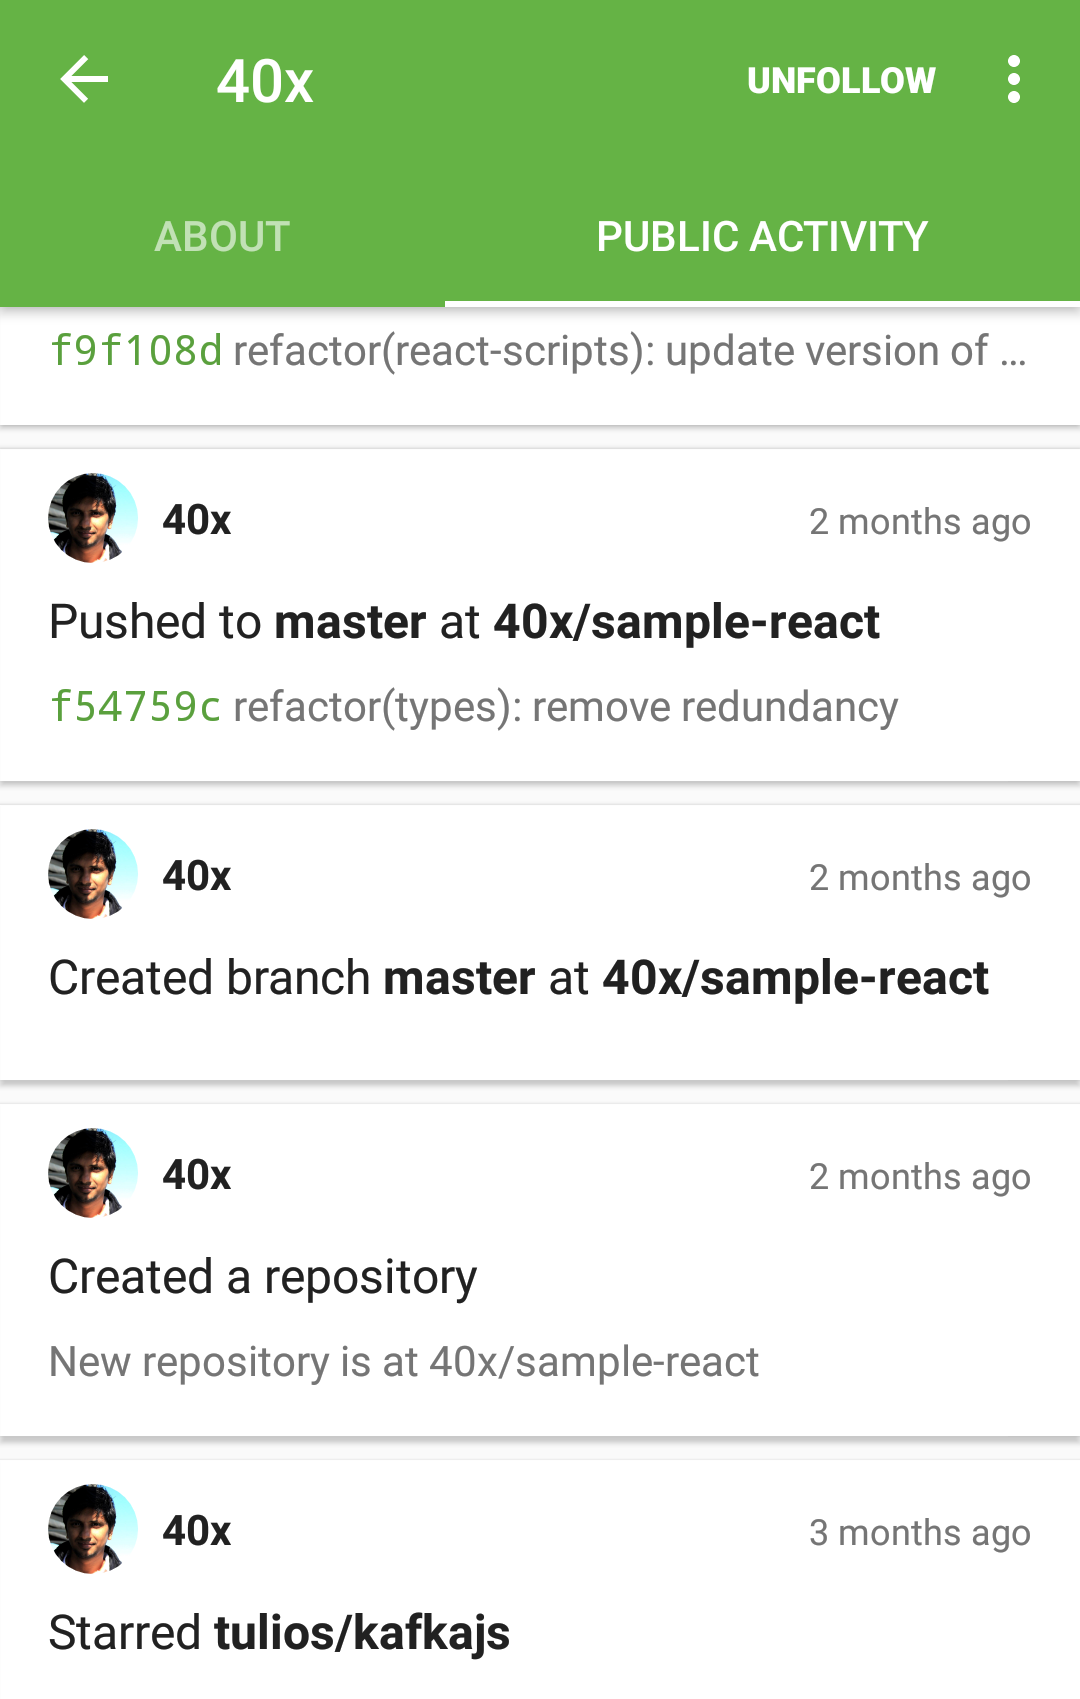 40x
UNFOLLOW
ABOUT
PUBLIC ACTIVITY
f9f108d refactor(react-scripts): update version of ...
40x
2 months ago
Pushed to master at 40x/sample-react
f54759c refactor(types): remove redundancy
40x
2 months ago
Created branch master at 40x/sample-react
40x
2 months ago
Created a repository
New repository is at 40x/sample-react
40x
3 months ago
Starred tulios/kafkajs